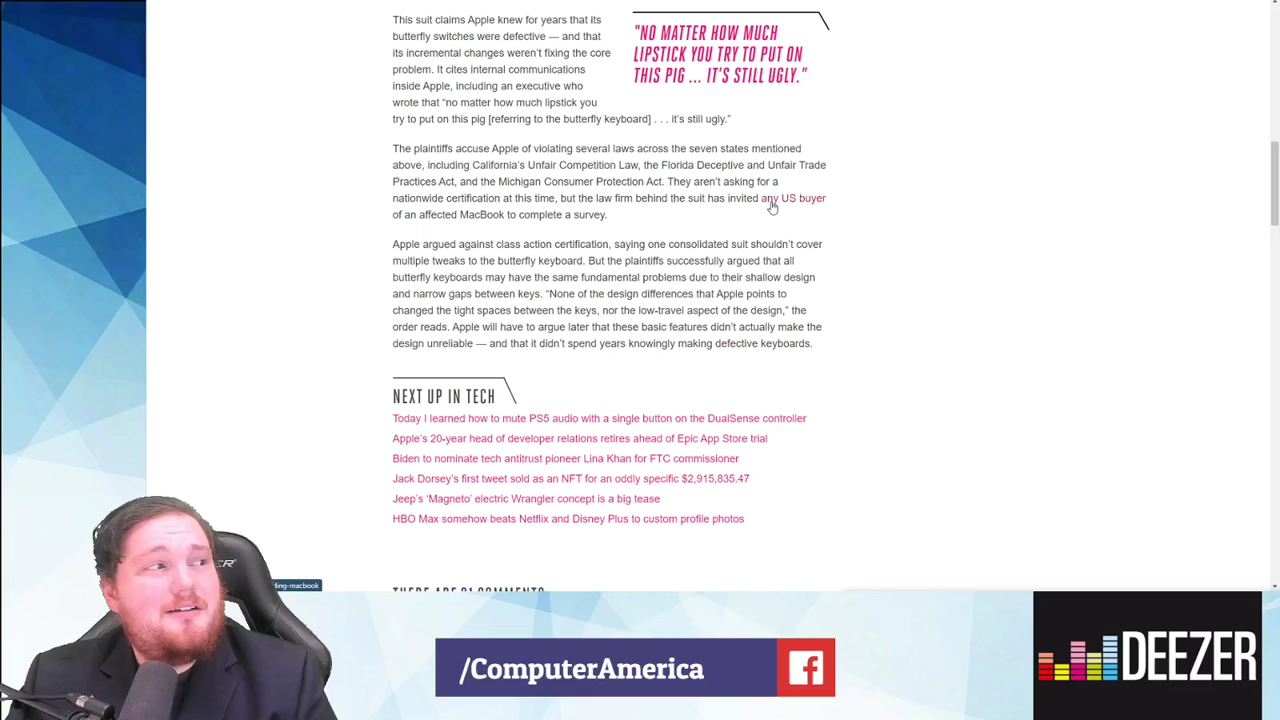 This suit claims Apple knew for years that its
butterfly switches were defective — and that
its incremental changes weren't fixing the core
problem. It cites internal communications
inside Apple, including an executive who
wrote that “no matter how much lipstick you
try to put on this pig [referring to the butterfly keyboard] . . . it's still ugly.”
"NO MATTER HOW MUCH
LIPSTICK YOU TRY TO PUT ON
THIS PIG ... IT'S STILL UGLY."
The plaintiffs accuse Apple of violating several laws across the seven states mentioned
above, including California's Unfair Competition Law, the Florida Deceptive and Unfair Trade
Practices Act, and the Michigan Consumer Protection Act. They aren't asking for a
nationwide certification at this time, but the law firm behind the suit has invited any US buyer
of an affected MacBook to complete a survey.
Apple argued against class action certification, saying one consolidated suit shouldn't cover
multiple tweaks to the butterfly keyboard. But the plaintiffs successfully argued that all
butterfly keyboards may have the same fundamental problems due to their shallow design
and narrow gaps between keys. “None of the design differences that Apple points to
changed the tight spaces between the keys, nor the low-travel aspect of the design,” the
order reads. Apple will have to argue later that these basic features didn't actually make the
design unreliable — and that it didn't spend years knowingly making defective keyboards.
NEXT UP IN TECH
Today I learned how to mute PS5 audio with a single button on the DualSense controller
Apple's 20-year head of developer relations retires ahead of Epic App Store trial
Biden to nominate tech antitrust pioneer Lina Khan for FTC commissioner
Jack Dorsey's first tweet sold as an NFT for an oddly specific $2,915,835.47
Jeep's ‘Magneto’ electric Wrangler concept is a big tease
HBO Max somehow beats Netflix and Disney Plus to custom profile photos
THERE ARE 91 COMMENTS
ding-macbook
/ComputerAmerica
DEEZER